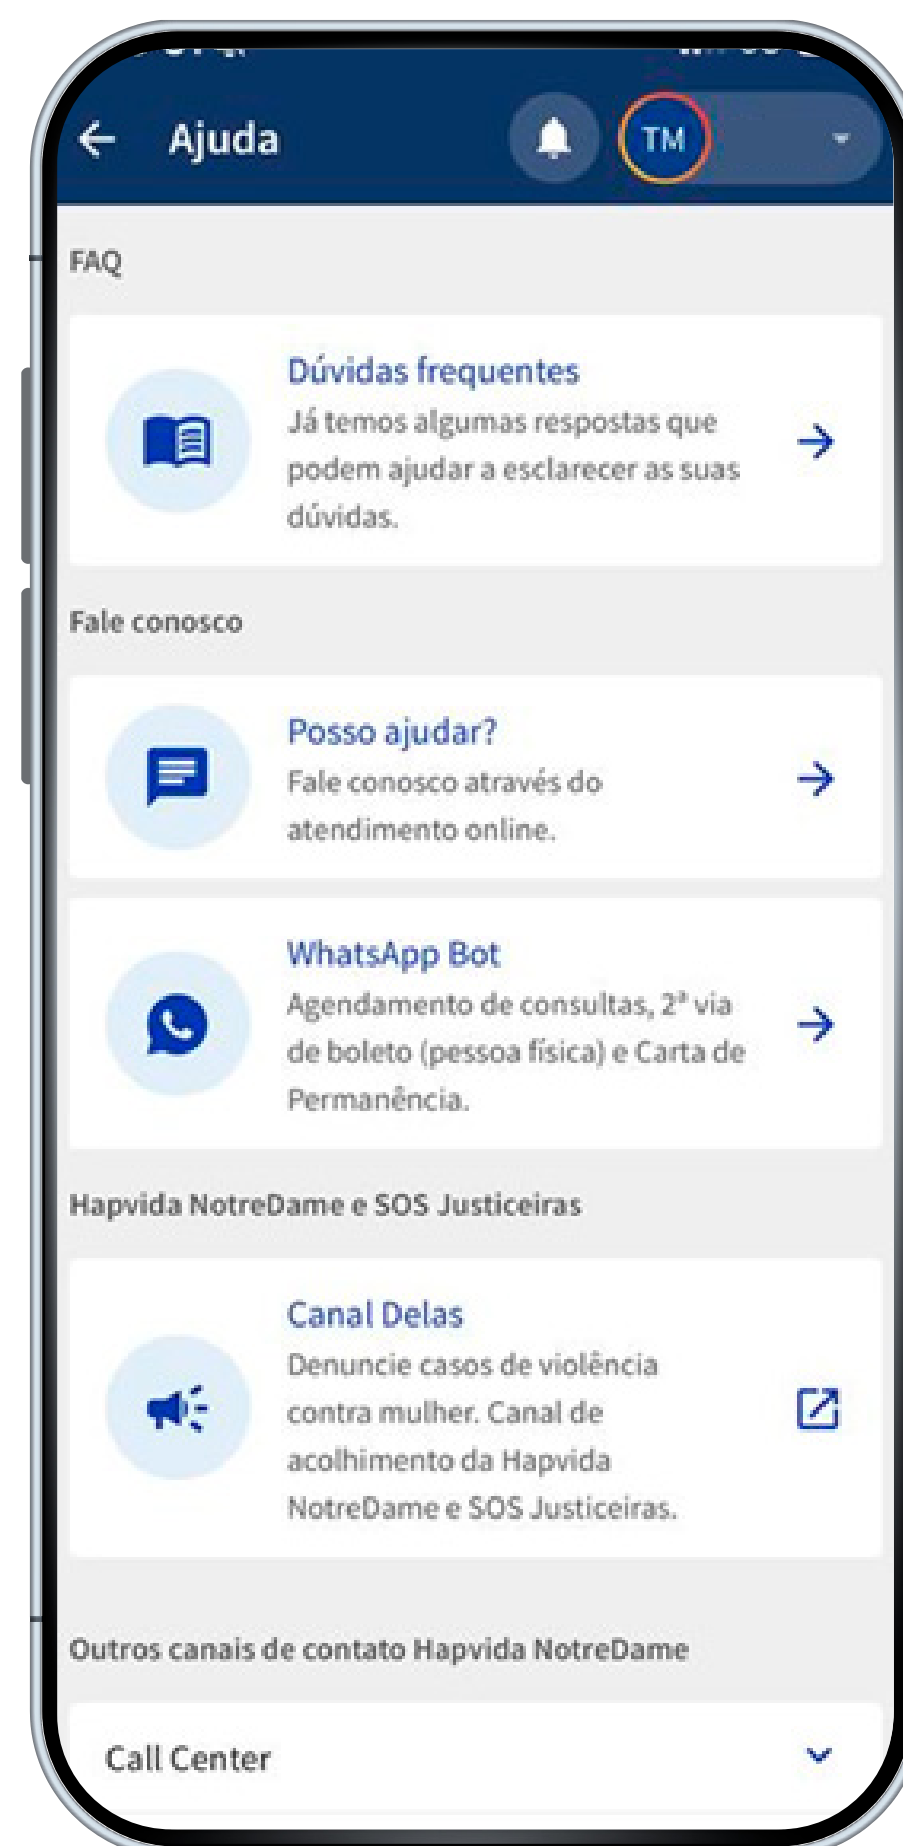 Ajuda
TM
FAQ
Dúvidas frequentes
Já temos algumas respostas que
podem ajudar a esclarecer as suas
dúvidas.
Fale conosco
Posso ajudar?
Fale conosco através do
atendimento online.
WhatsApp Bot
Agendamento de consultas, 2ª via
de boleto (pessoa física) e Carta de
Permanência.
Hapvida NotreDame e SOS Justiceiras
Canal Delas
Denuncie casos de violência
contra mulher. Canal de
acolhimento da Hapvida
NotreDame e SOS Justiceiras.
Outros canais de contato Hapvida NotreDame
Call Center